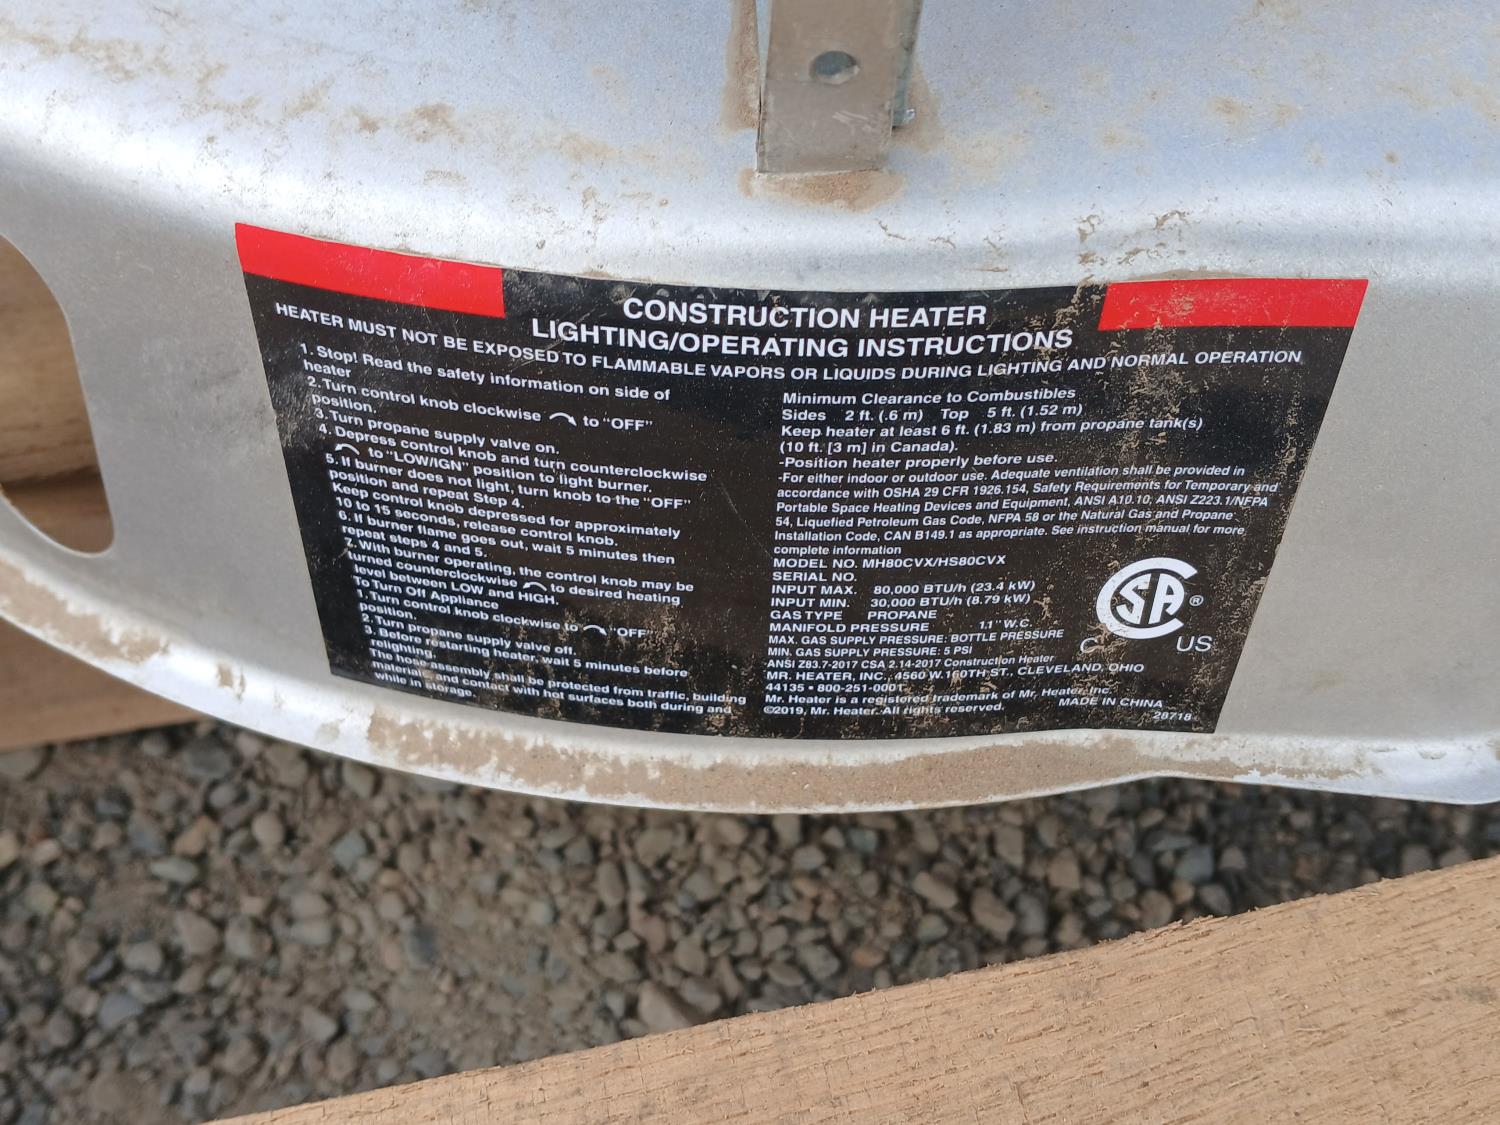 CONSTRUCTION HEATER
LIGHTING/OPERATING INSTRUCTIONS
HEATER MUST NOT BE EXPOSED TO FLAMMABLE VAPORS OR LIQUIDS DURING LIGHTING AND NORMAL OPERATION
1. Stop! Read the safety information on side of
heater
2. Turn control knob clockwise to "OFF"
position.
3. Turn propane supply valve on.
4. Depress control knob and turn counterclockwise
to "LOW/IGN" position to light burner.
5. If burner does not light, turn knob to the "OFF"
position and repeat Step 4.
Keep control knob depressed for approximately
10 to 15 seconds, release control knob.
6. If burner flame goes out, wait 5 minutes then
repeat steps 4 and 5.
7. With burner operating, the control knob may be
turned counterclockwise to desired heating
level between LOW and HIGH.
To Turn Off Appliance
1. Turn control knob clockwise to "OFF"
position.
2. Turn propane supply valve off.
3. Before restarting heater, wait 5 minutes before
relighting.
The hose assembly shall be protected from traffic, building
materials and contact with hot surfaces both during and
while in storage.
Minimum Clearance to Combustibles
Sides 2 ft. (.6 m) Top 5 ft. (1.52 m)
Keep heater at least 6 ft. (1.83 m) from propane tank(s)
(10 ft. [3 m] in Canada).
-Position heater properly before use.
-For either indoor or outdoor use. Adequate ventilation shall be provided in
accordance with OSHA 29 CFR 1926.154, Safety Requirements for Temporary and
Portable Space Heating Devices and Equipment, ANSI A10.10; ANSI Z223.1/NFPA
54, Liquefied Petroleum Gas Code, NFPA 58 or the Natural Gas and Propane
Installation Code, CAN B149.1 as appropriate. See instruction manual for more
complete information
MODEL NO. MH80CVX/HS80CVX
SERIAL NO.
INPUT MAX. 80,000 BTU/h (23.4 kW)
INPUT MIN. 30,000 BTU/h (8.79 kW)
GAS TYPE PROPANE
MANIFOLD PRESSURE 11" W.C.
MAX. GAS SUPPLY PRESSURE: BOTTLE PRESSURE
MIN. GAS SUPPLY PRESSURE: 5 PSI
ANSI Z83.7-2017 CSA 2.14-2017 Construction Heater
MR. HEATER, INC., 4560 W.160TH ST., CLEVELAND, OHIO
44135 • 800-251-0001
Mr. Heater is a registered trademark of Mr. Heater, Inc.
©2019, Mr. Heater. All rights reserved.
MADE IN CHINA
28718
CSA ®
C US